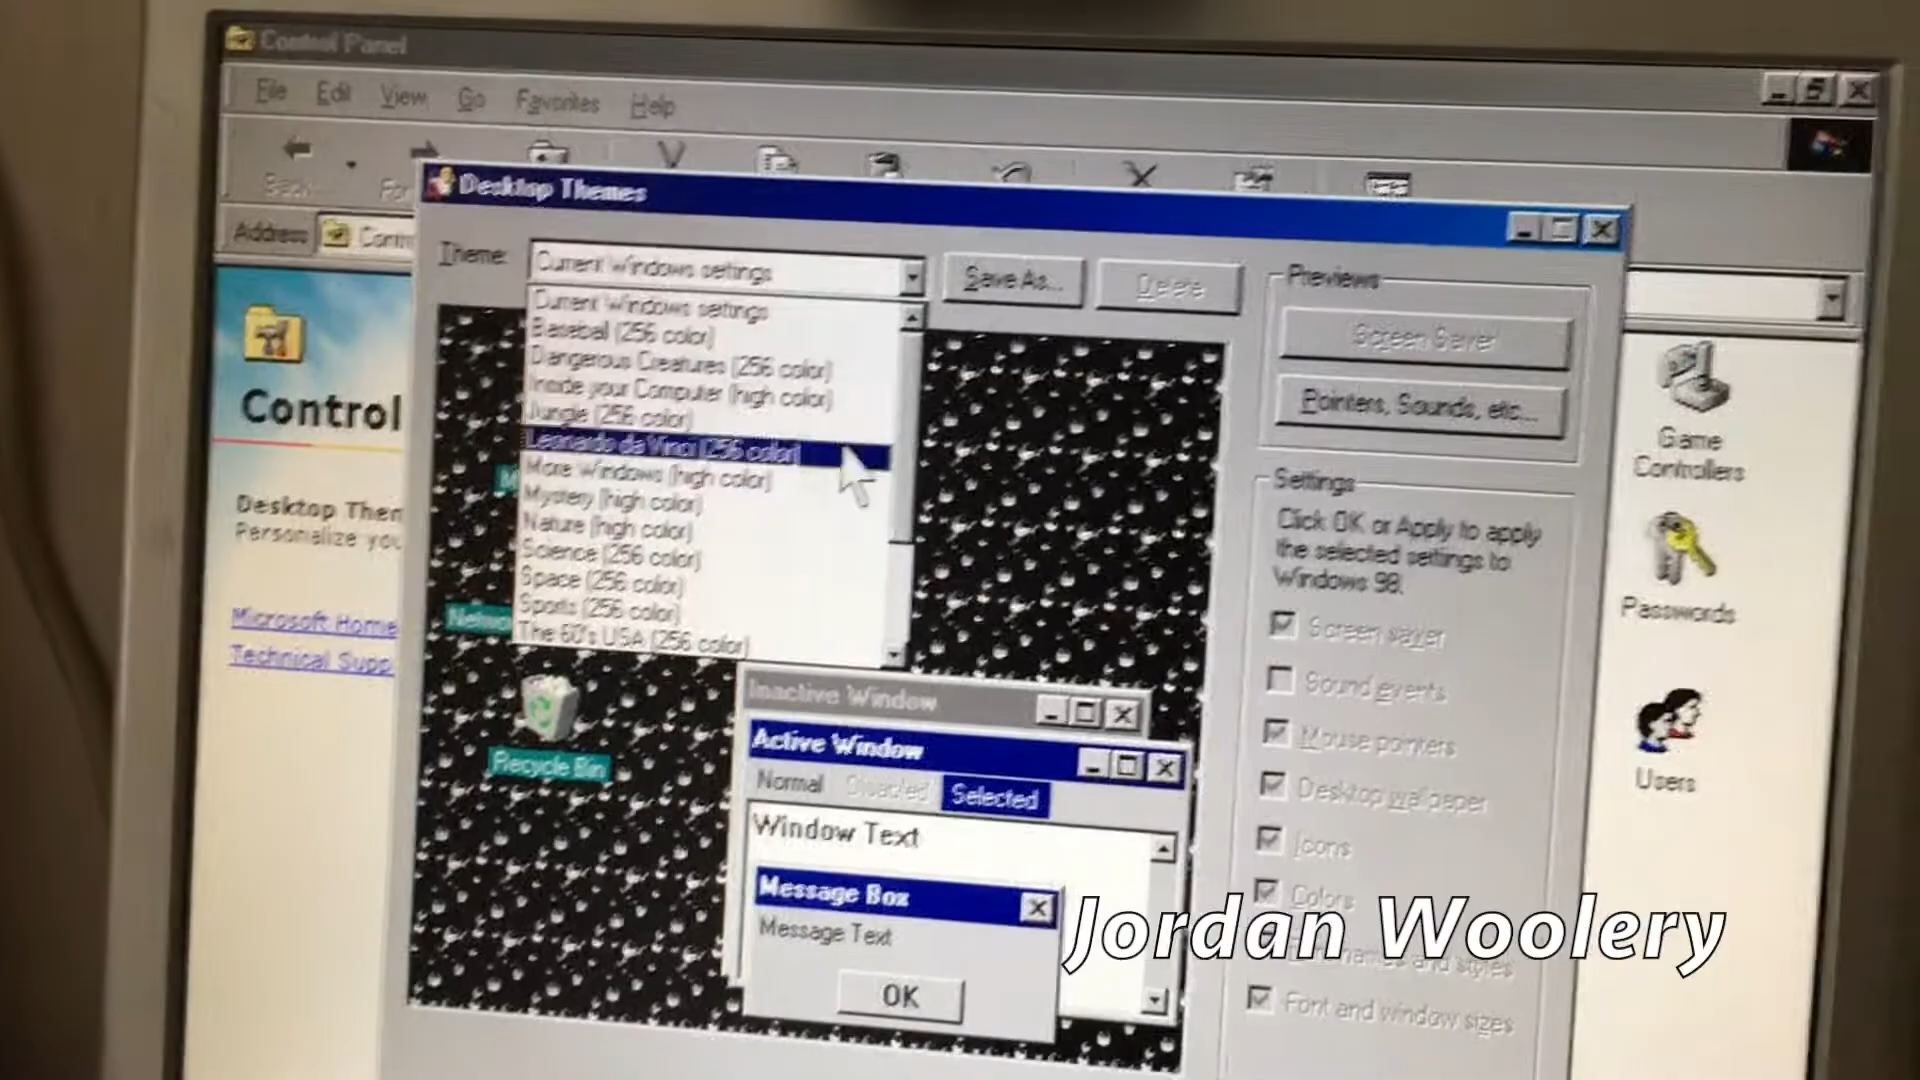 Control Panel
File Edit View Go Favorites Help
Back
Address
Desktop Themes
Theme: Current Windows settings Save As... Delete
Current Windows settings
Baseball (256 color)
Dangerous Creatures (256 color)
Inside your Computer (high color)
Jungle (256 color)
Leonardo da Vinci (256 color)
More Windows (high color)
Mystery (high color)
Nature (high color)
Science (256 color)
Space (256 color)
Sports (256 color)
The 60's USA (256 color)
Recycle Bin
Inactive Window
Active Window
Normal Disabled Selected
Window Text
Message Box
Message Text
OK
Previews
Screen Saver
Pointers, Sounds, etc...
Settings
Click OK or Apply to apply
the selected settings to
Windows 98.
Screen saver
Sound events
Mouse pointers
Desktop wallpaper
Icons
Colors
names and styles
Font and window sizes
Control
Desktop
Personalize
Microsoft Home
Technical
Game
Controllers
Passwords
Users
Jordan Woolery